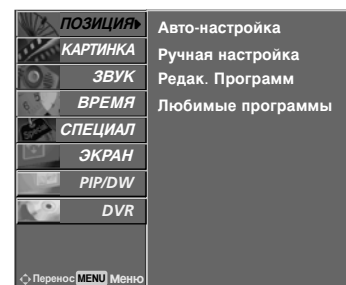 ПОЗИЦИЯ
КАРТИНКА
ЗВУК
ВРЕМЯ
СПЕЦИАЛ
ЭКРАН
PIP/DW
DVR
Перенос MENU Меню
Авто-настройка
Ручная настройка
Редак. Программ
Любимые программы